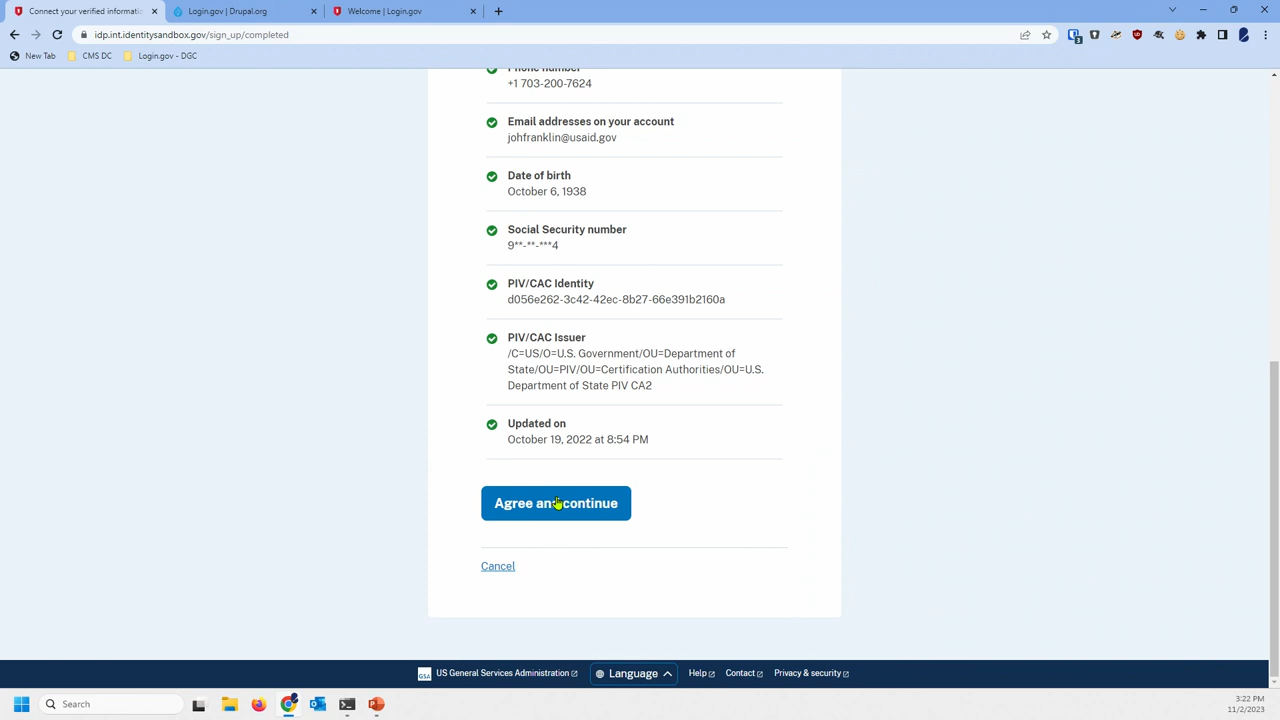 Connect your verified informati
Login.gov | Drupal.org
Welcome | Login.gov
idp.int.identitysandbox.gov/sign_up/completed
New Tab
CMS DC
Login.gov - DGC
Phone number
+1 703-200-7624
Email addresses on your account
johfranklin@usaid.gov
Date of birth
October 6, 1938
Social Security number
9**-**-***4
PIV/CAC Identity
d056e262-3c42-42ec-8b27-66e391b2160a
PIV/CAC Issuer
/C=US/O=U.S. Government/OU=Department of
State/OU=PIV/OU=Certification Authorities/OU=U.S.
Department of State PIV CA2
Updated on
October 19, 2022 at 8:54 PM
Agree and continue
Cancel
GSA
US General Services Administration
Language
Help
Contact
Privacy & security
Search
3:22 PM
11/2/2023